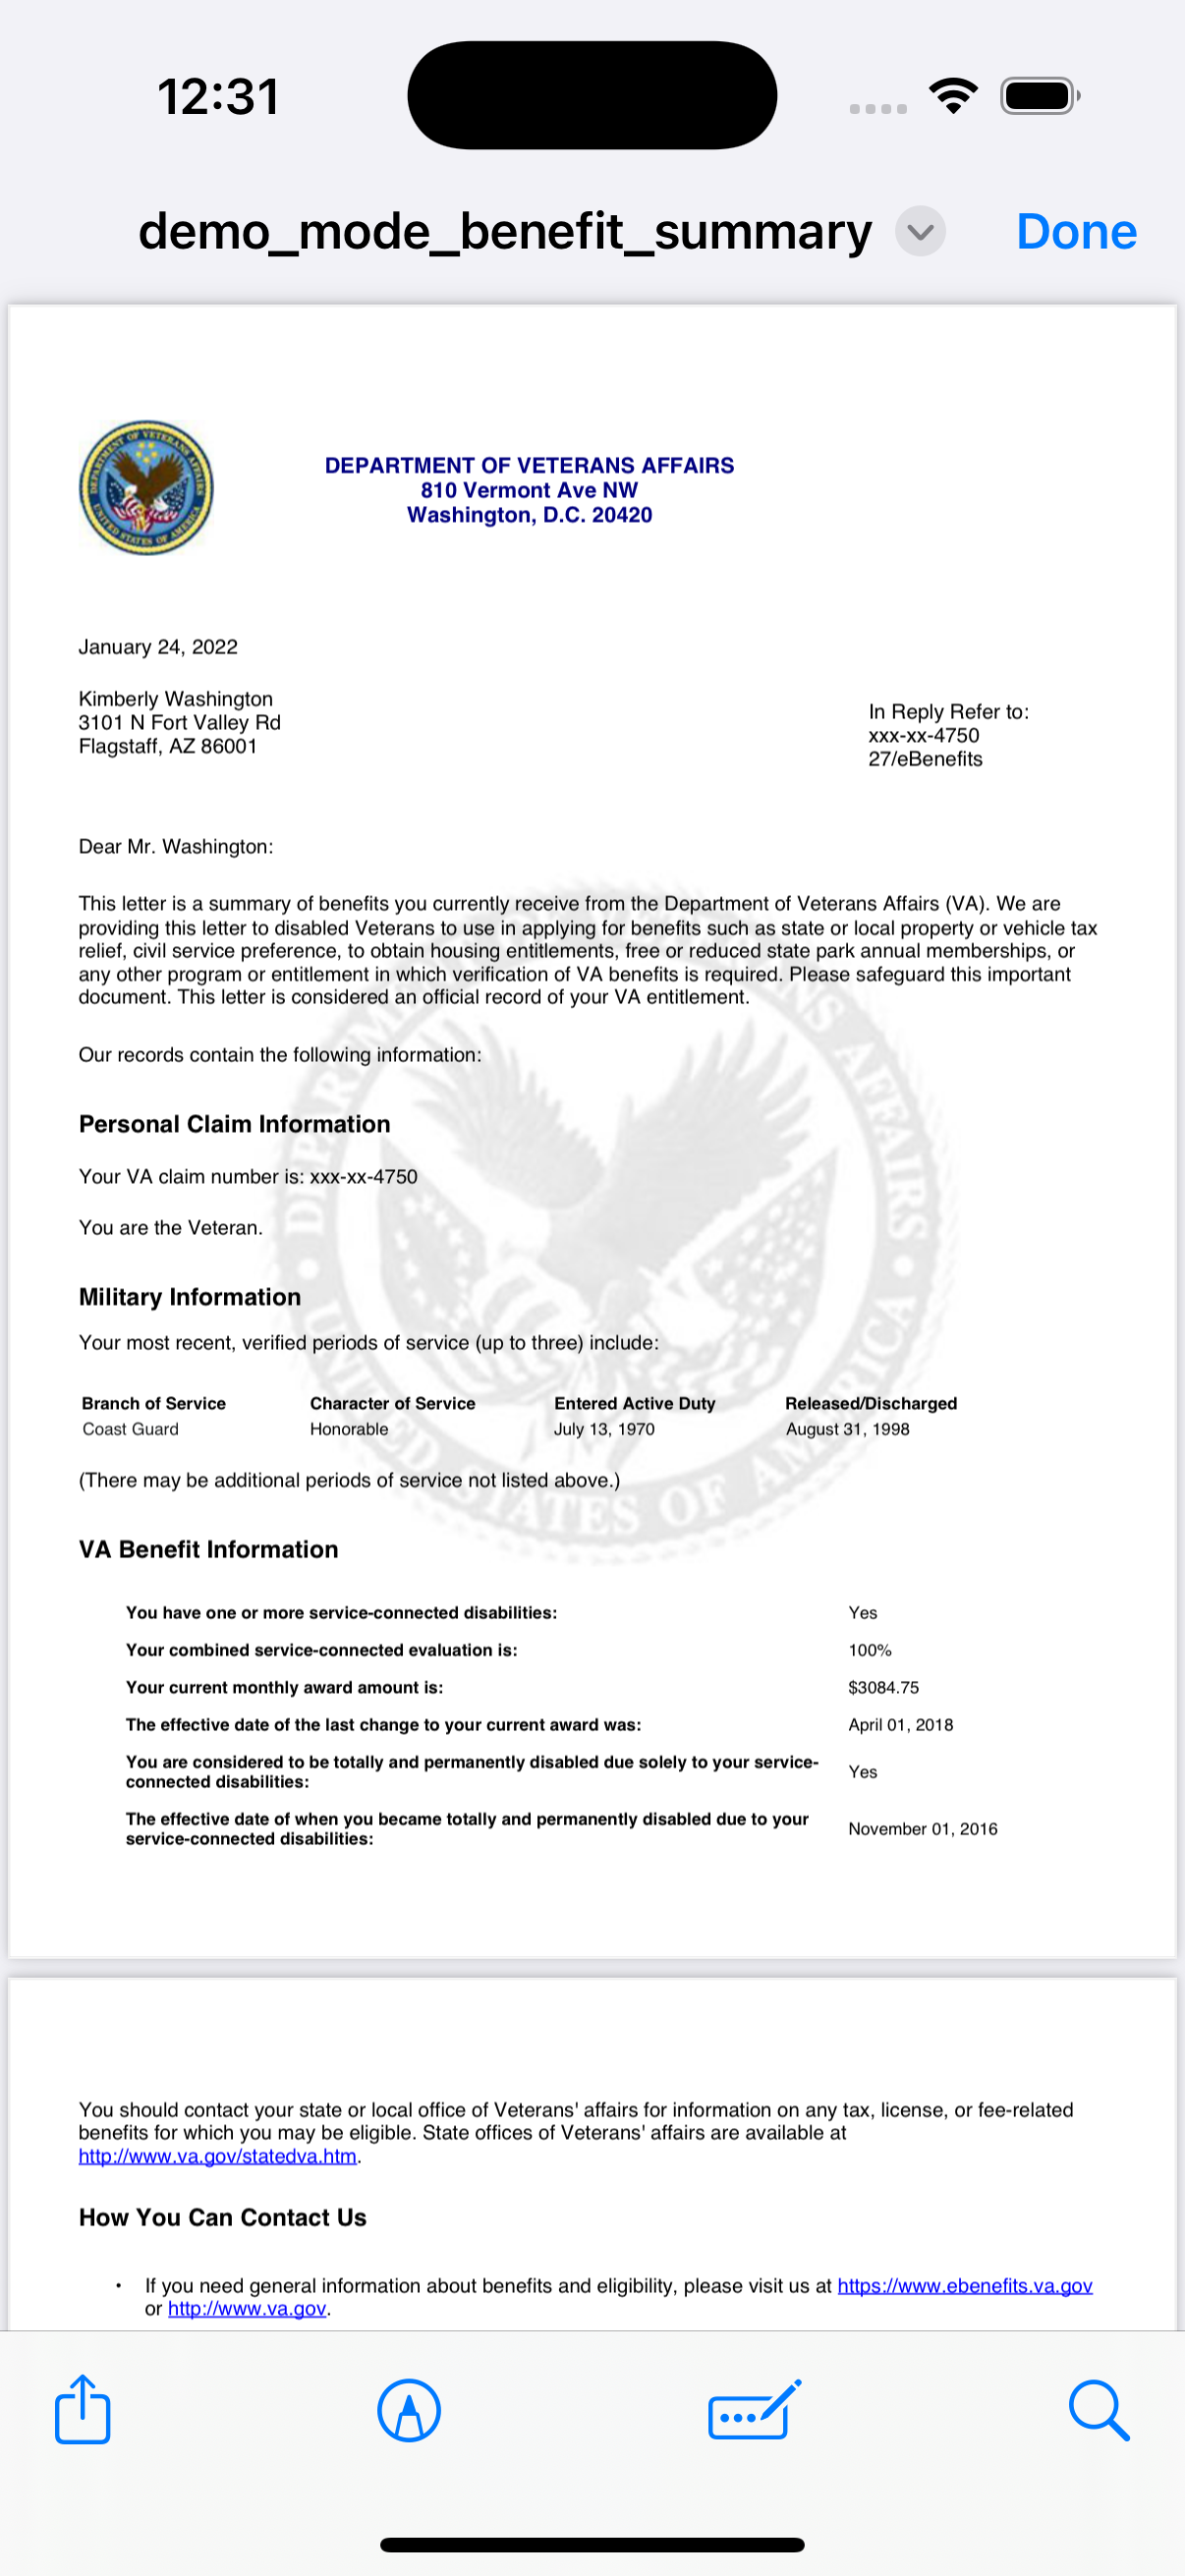 12:31
demo_mode_benefit_summary
Done
DEPARTMENT OF VETERANS AFFAIRS
UNITED STATES OF AMERICA
DEPARTMENT OF VETERANS AFFAIRS
810 Vermont Ave NW
Washington, D.C. 20420
January 24, 2022
Kimberly Washington
3101 N Fort Valley Rd
Flagstaff, AZ 86001
In Reply Refer to:
xxx-xx-4750
27/eBenefits
Dear Mr. Washington:
This letter is a summary of benefits you currently receive from the Department of Veterans Affairs (VA). We are
providing this letter to disabled Veterans to use in applying for benefits such as state or local property or vehicle tax
relief, civil service preference, to obtain housing entitlements, free or reduced state park annual memberships, or
any other program or entitlement in which verification of VA benefits is required. Please safeguard this important
document. This letter is considered an official record of your VA entitlement.
Our records contain the following information:
DEPARTMENT OF VETERANS AFFAIRS
UNITED STATES OF AMERICA
Personal Claim Information
Your VA claim number is: xxx-xx-4750
You are the Veteran.
Military Information
Your most recent, verified periods of service (up to three) include:
Branch of Service Character of Service Entered Active Duty Released/Discharged
Coast Guard Honorable July 13, 1970 August 31, 1998
(There may be additional periods of service not listed above.)
VA Benefit Information
You have one or more service-connected disabilities: Yes
Your combined service-connected evaluation is: 100%
Your current monthly award amount is: $3084.75
The effective date of the last change to your current award was: April 01, 2018
You are considered to be totally and permanently disabled due solely to your service-
connected disabilities: Yes
The effective date of when you became totally and permanently disabled due to your
service-connected disabilities: November 01, 2016
You should contact your state or local office of Veterans' affairs for information on any tax, license, or fee-related
benefits for which you may be eligible. State offices of Veterans' affairs are available at
http://www.va.gov/statedva.htm.
How You Can Contact Us
• If you need general information about benefits and eligibility, please visit us at https://www.ebenefits.va.gov
or http://www.va.gov.